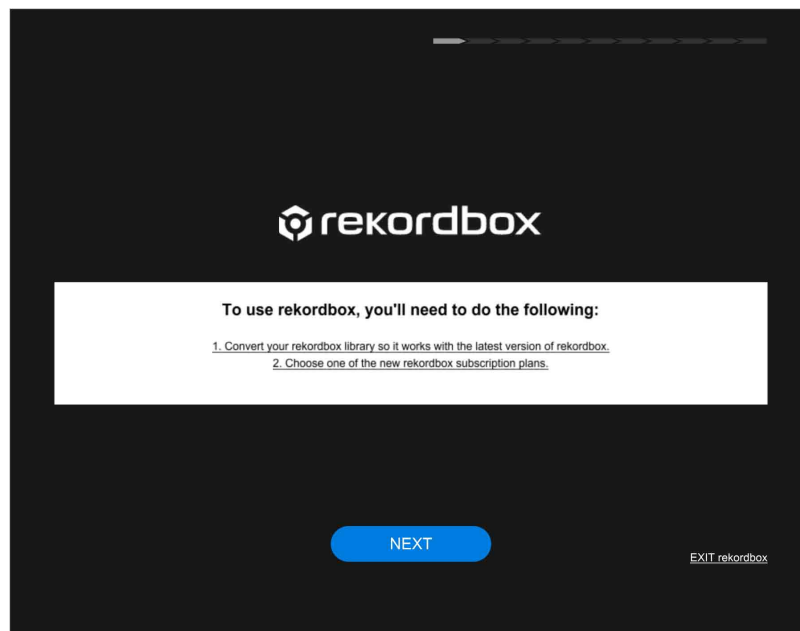 rekordbox
To use rekordbox, you'll need to do the following:
1. Convert your rekordbox library so it works with the latest version of rekordbox.
2. Choose one of the new rekordbox subscription plans.
NEXT
EXIT rekordbox